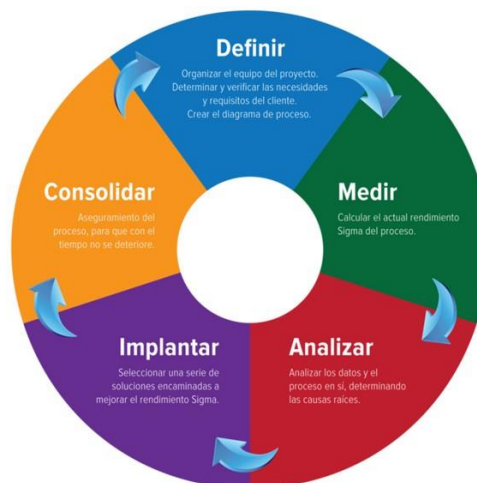 Definir
Organizar el equipo del proyecto.
Determinar y verificar las necesidades
y requisitos del cliente.
Crear el diagrama de proceso.
Medir
Calcular el actual rendimiento
Sigma del proceso.
Analizar
Analizar los datos y el
proceso en sí, determinando
las causas raíces.
Implantar
Seleccionar una serie de
soluciones encaminadas a
mejorar el rendimiento Sigma.
Consolidar
Aseguramiento del
proceso, para que con el
tiempo no se deteriore.